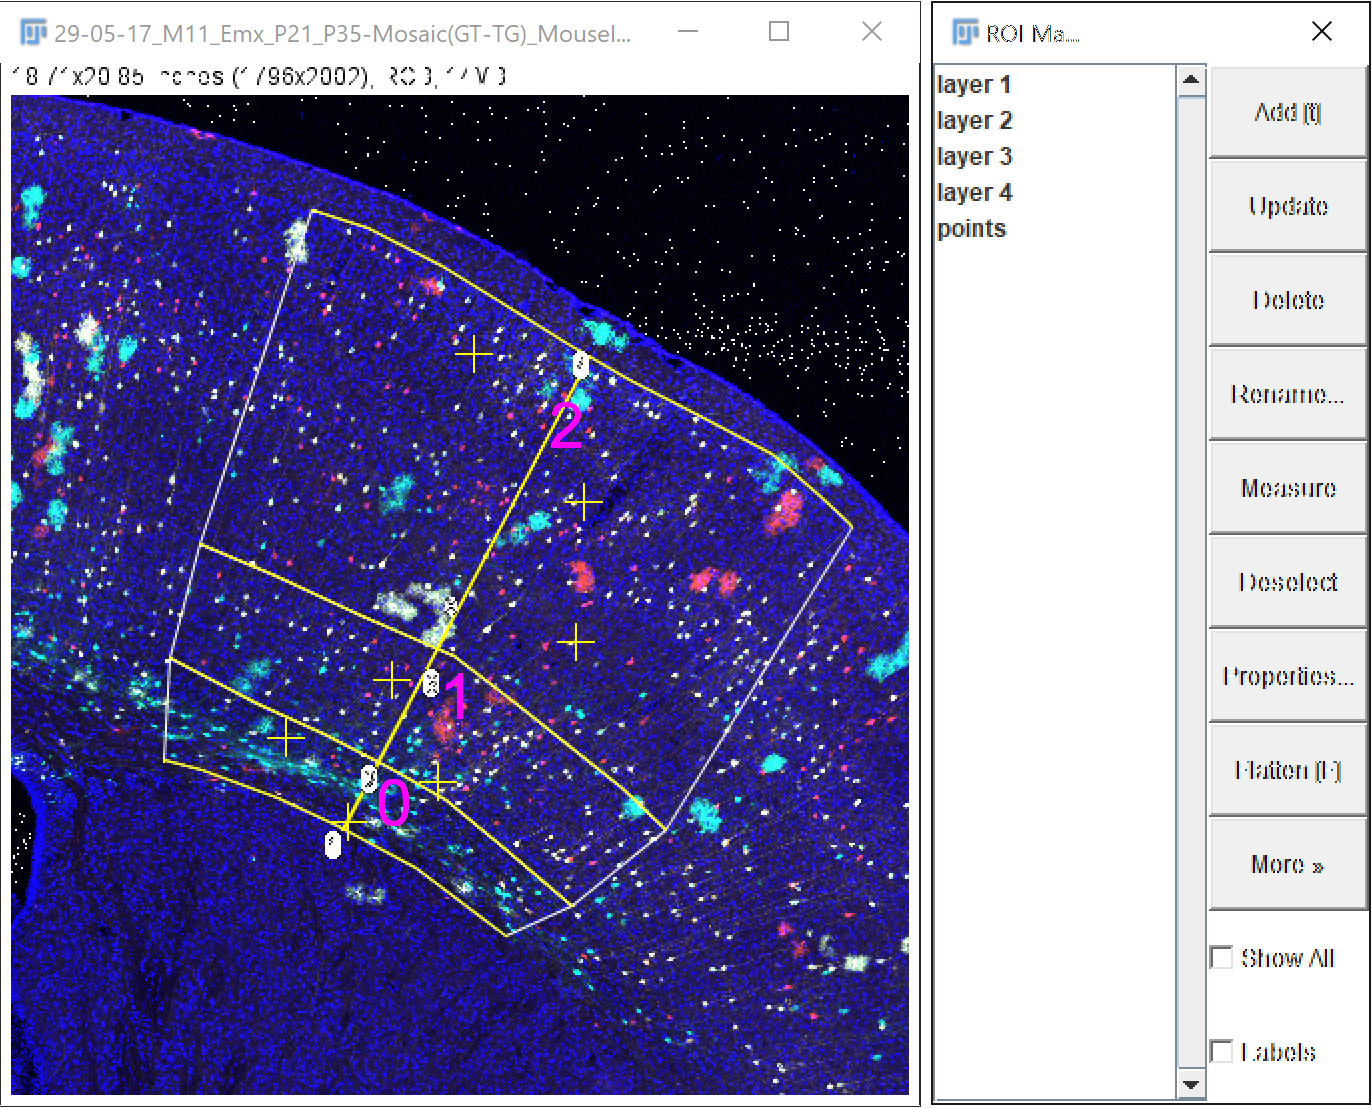 29-05-17_M11_Emx_P21_P35-Mosaic(GT-TG)_Mousel...
(1796x2002),
2
1
0
ROI Ma...
layer 1
layer 2
layer 3
layer 4
points
Add [t]
Update
Delete
Rename...
Measure
Deselect
Properties...
Flatten [F]
More »
Show All
Labels